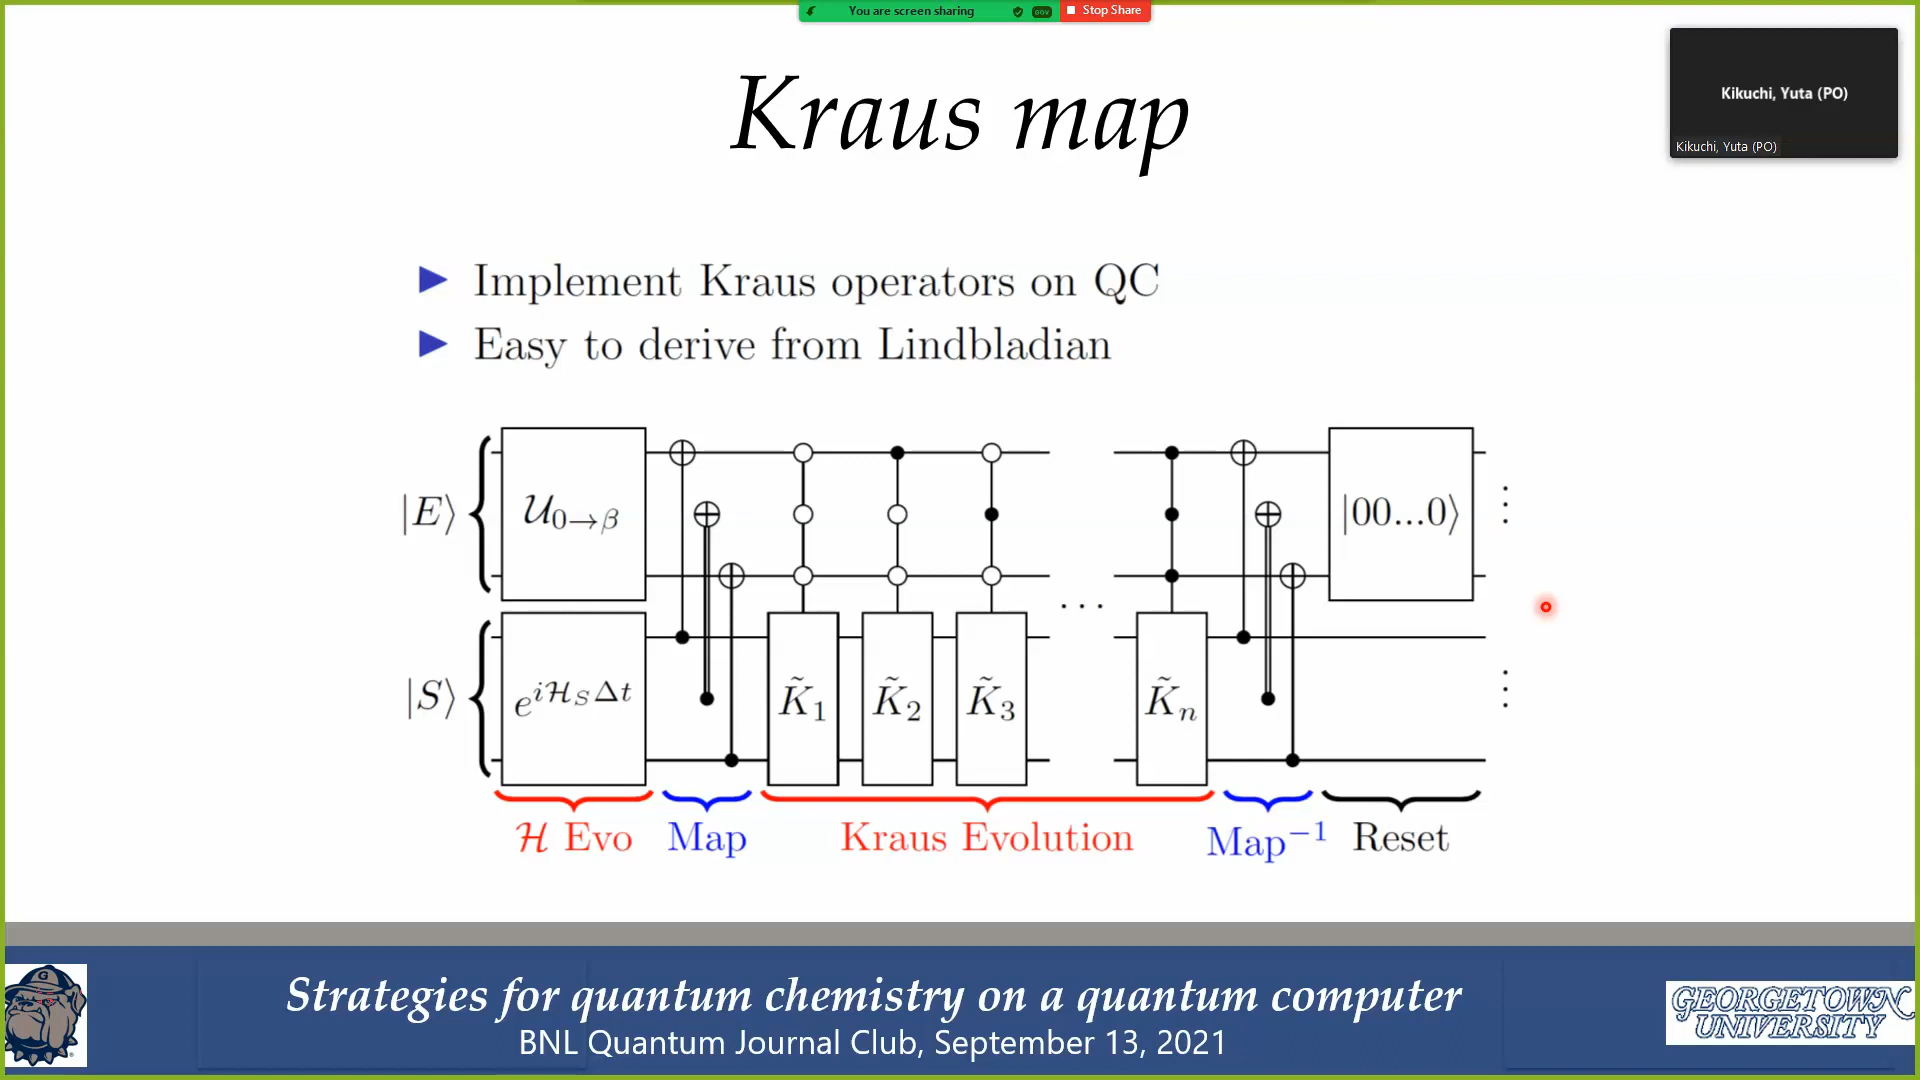 You are screen sharing GOV Stop Share
Kraus map
Kikuchi, Yuta (PO)
Kikuchi, Yuta (PO)
▶ Implement Kraus operators on QC
▶ Easy to derive from Lindbladian
|E⟩ 𝒰₀→β |00...0⟩ ⋮
. . .
|S⟩ e^{iℋ_SΔt} K̃₁ K̃₂ K̃₃ K̃ₙ ⋮
ℋ Evo Map Kraus Evolution Map⁻¹ Reset
Strategies for quantum chemistry on a quantum computer
BNL Quantum Journal Club, September 13, 2021
G
GEORGETOWN
UNIVERSITY